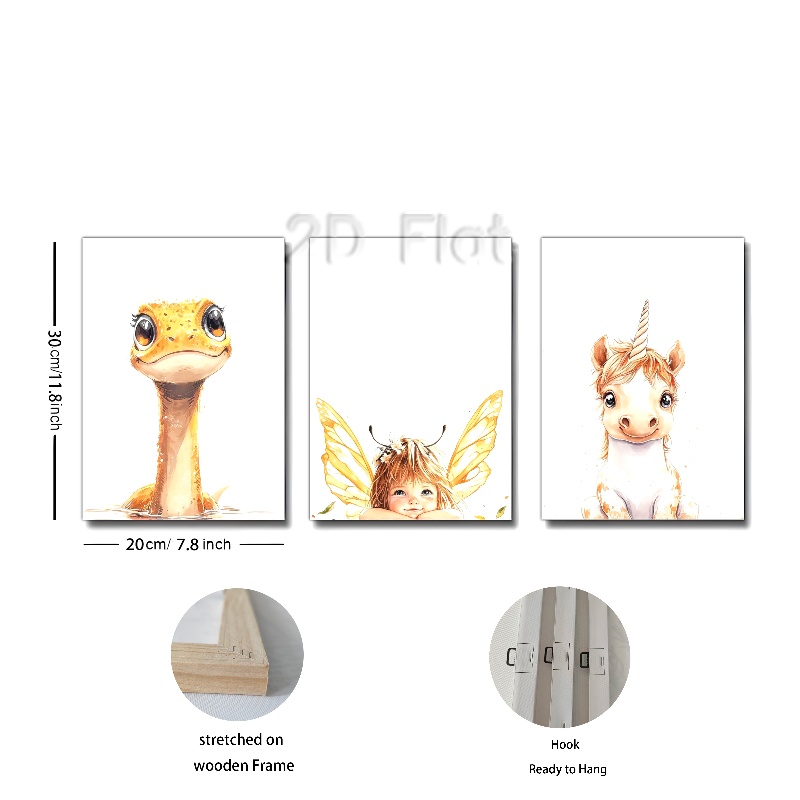 2D Flat
30cm/11.8inch
20cm/ 7.8 inch
stretched on
wooden Frame
Hook
Ready to Hang